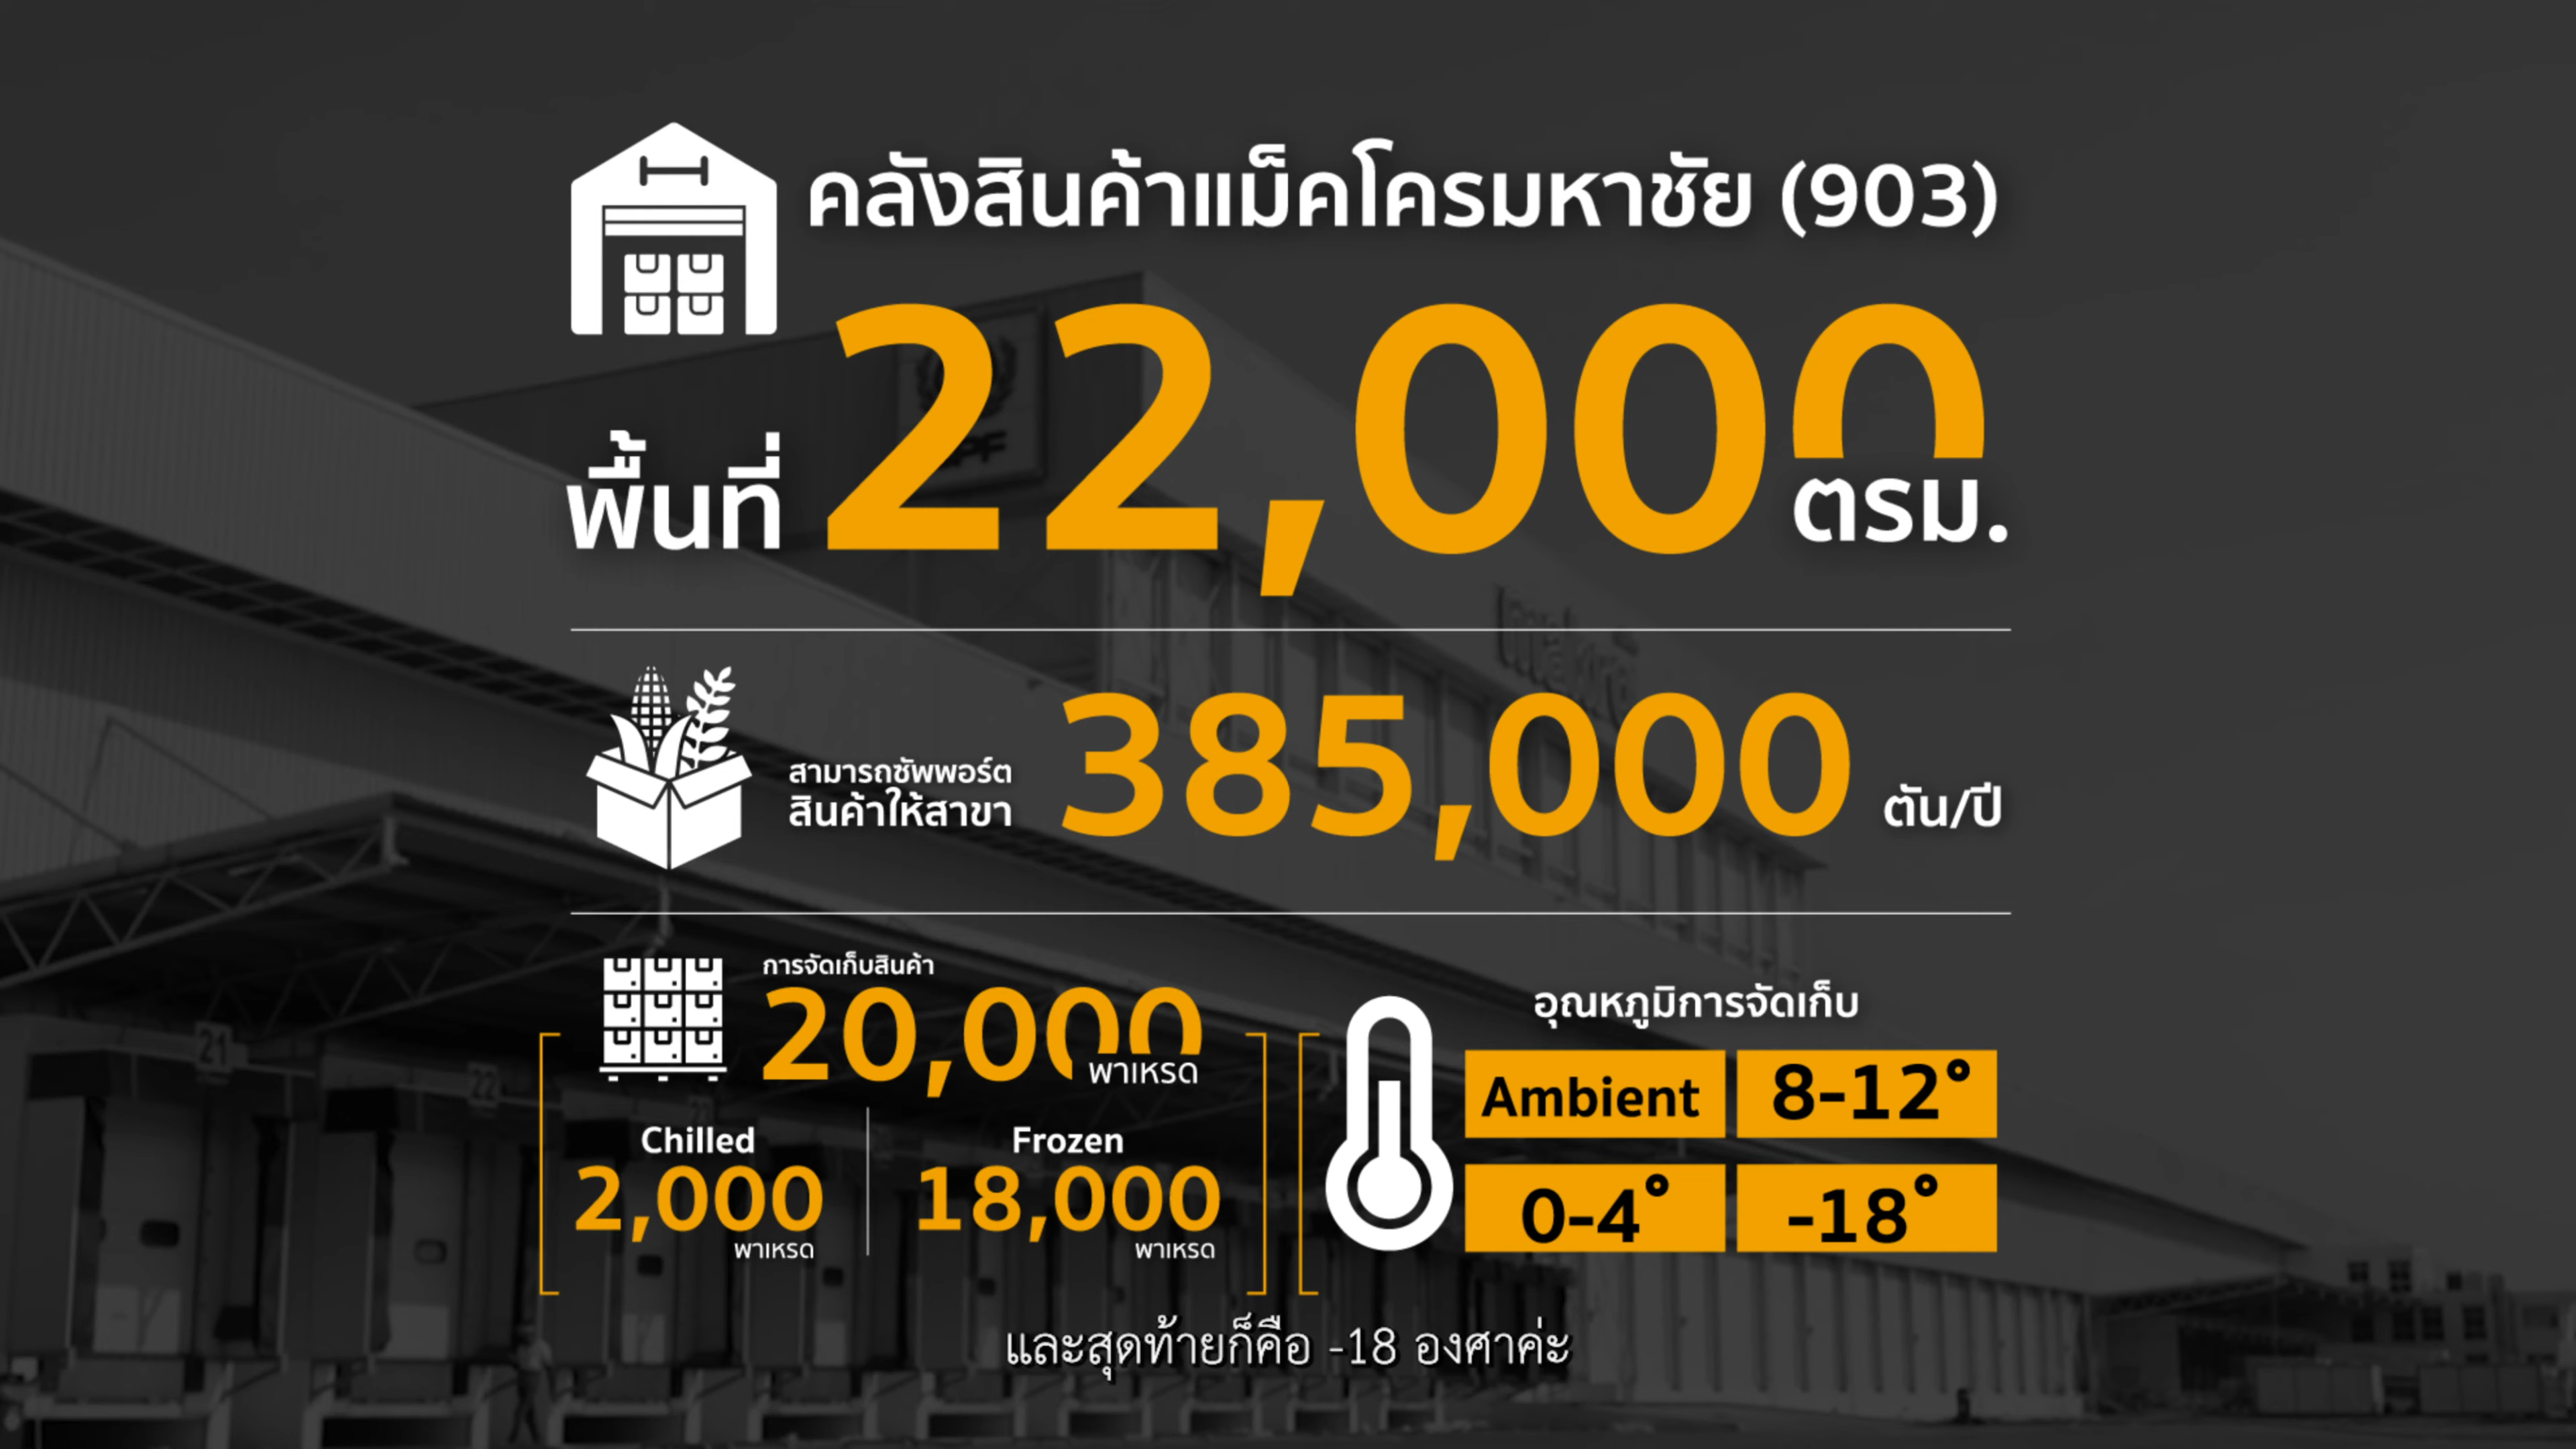 คลังสินค้าแม็คโครมหาชัย (903)
พื้นที่ 22,000 ตรม.
สามารถซัพพอร์ต
สินค้าให้สาขา
385,000 ตัน/ปี
การจัดเก็บสินค้า
20,000
พาเหรด
Chilled
2,000
พาเหรด
Frozen
18,000
พาเหรด
อุณหภูมิการจัดเก็บ
Ambient
8-12°
0-4°
-18°
และสุดท้ายก็คือ -18 องศาค่ะ
makro
21
22